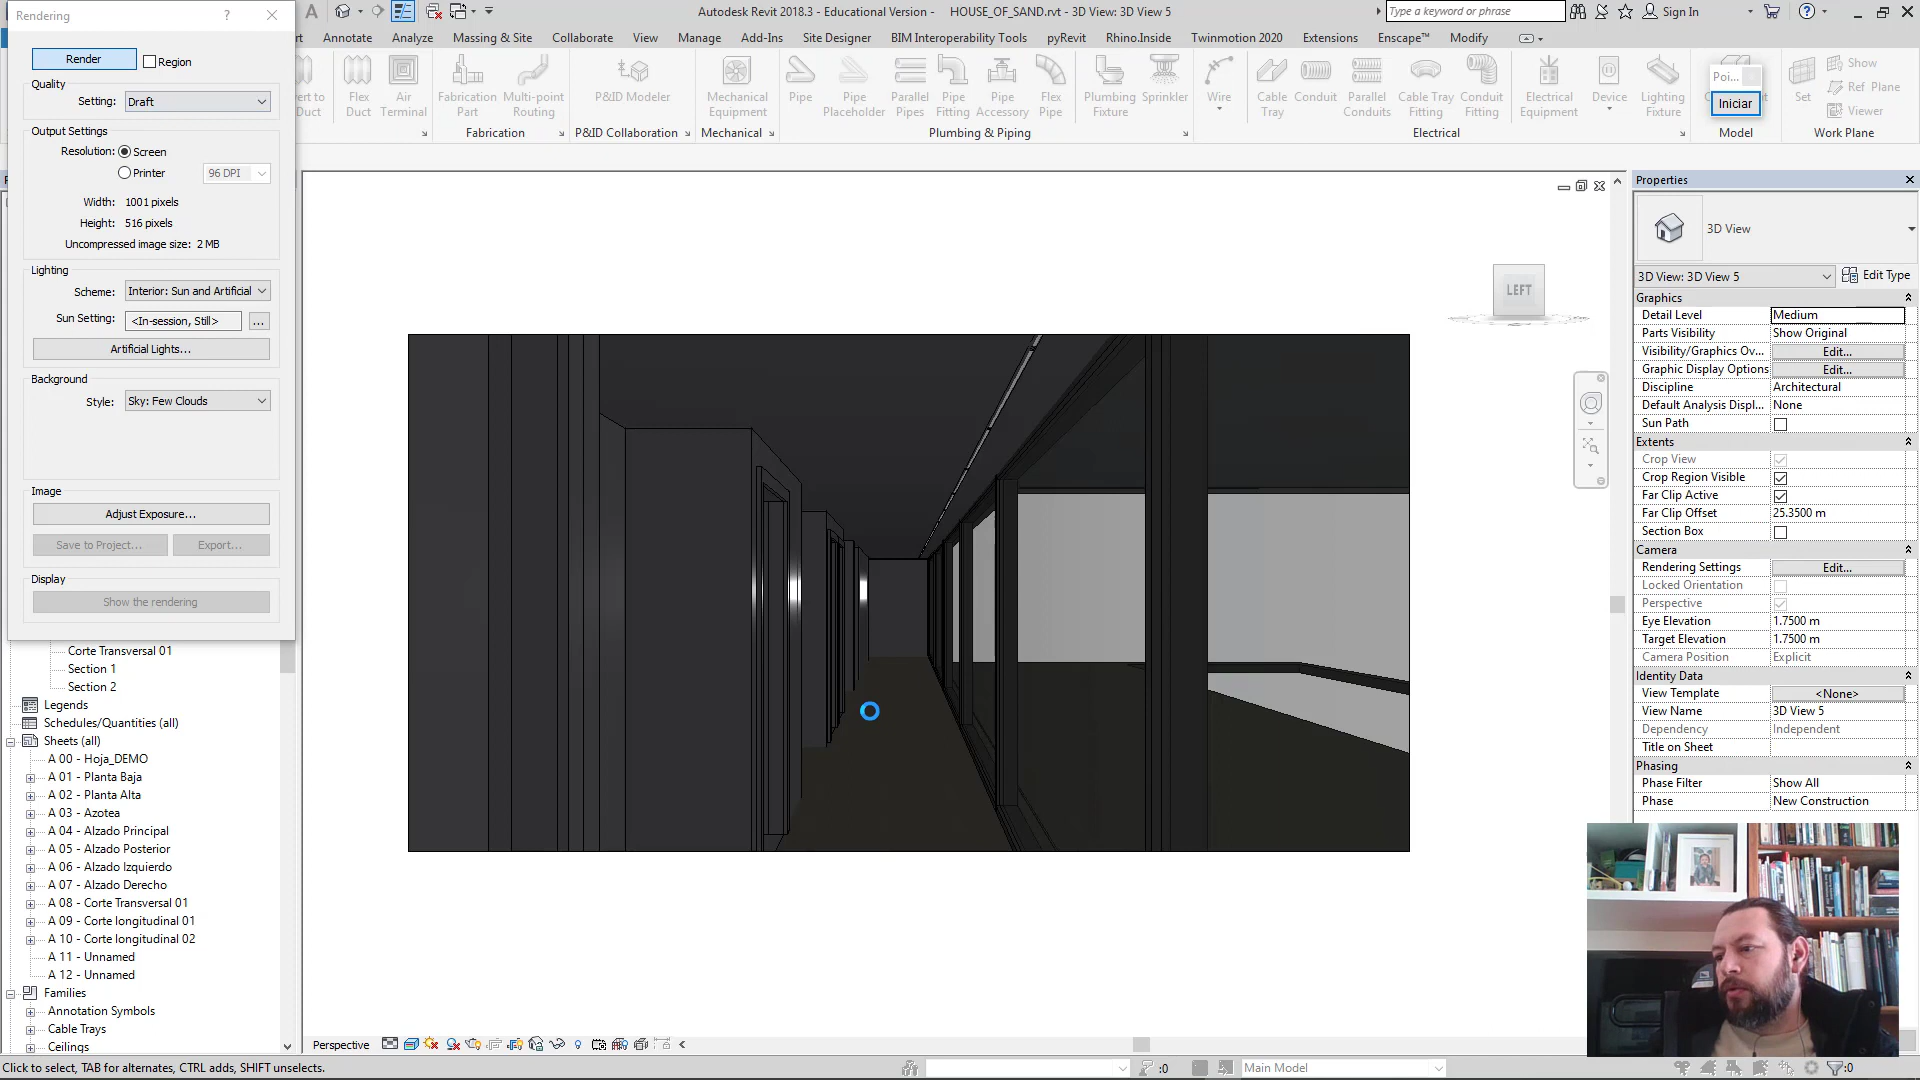 Rendering
?
Autodesk Revit 2018.3 - Educational Version - HOUSE_OF_SAND.rvt - 3D View: 3D View 5
Type a keyword or phrase
Sign In
Annotate
Analyze
Massing & Site
Collaborate
View
Manage
Add-Ins
Site Designer
BIM Interoperability Tools
pyRevit
Rhino.Inside
Twinmotion 2020
Extensions
Enscape™
Modify
Flex Duct
Air Terminal
Fabrication Part
Multi-point Routing
P&ID Modeler
Mechanical Equipment
Pipe
Pipe Placeholder
Parallel Pipes
Pipe Fitting
Pipe Accessory
Flex Pipe
Plumbing Fixture
Sprinkler
Wire
Cable Tray
Conduit
Parallel Conduits
Cable Tray Fitting
Conduit Fitting
Electrical Equipment
Device
Lighting Fixture
Poi...
Iniciar
Set
Show
Ref Plane
Viewer
Fabrication
P&ID Collaboration
Mechanical
Plumbing & Piping
Electrical
Model
Work Plane
Render
Region
Quality
Setting: Draft
Output Settings
Resolution: Screen
Printer 96 DPI
Width: 1001 pixels
Height: 516 pixels
Uncompressed image size: 2 MB
Lighting
Scheme: Interior: Sun and Artificial
Sun Setting: <In-session, Still> ...
Artificial Lights...
Background
Style: Sky: Few Clouds
Image
Adjust Exposure...
Save to Project... Export...
Display
Show the rendering
Corte Transversal 01
Section 1
Section 2
Legends
Schedules/Quantities (all)
Sheets (all)
A 00 - Hoja_DEMO
A 01 - Planta Baja
A 02 - Planta Alta
A 03 - Azotea
A 04 - Alzado Principal
A 05 - Alzado Posterior
A 06 - Alzado Izquierdo
A 07 - Alzado Derecho
A 08 - Corte Transversal 01
A 09 - Corte longitudinal 01
A 10 - Corte longitudinal 02
A 11 - Unnamed
A 12 - Unnamed
Families
Annotation Symbols
Cable Trays
Ceilings
LEFT
Properties
3D View
3D View: 3D View 5
Edit Type
Graphics
Detail Level Medium
Parts Visibility Show Original
Visibility/Graphics Ov... Edit...
Graphic Display Options Edit...
Discipline Architectural
Default Analysis Displ... None
Sun Path
Extents
Crop View
Crop Region Visible
Far Clip Active
Far Clip Offset 25.3500 m
Section Box
Camera
Rendering Settings Edit...
Locked Orientation
Perspective
Eye Elevation 1.7500 m
Target Elevation 1.7500 m
Camera Position Explicit
Identity Data
View Template <None>
View Name 3D View 5
Dependency Independent
Title on Sheet
Phasing
Phase Filter Show All
Phase New Construction
Perspective
Click to select, TAB for alternates, CTRL adds, SHIFT unselects.
:0
Main Model
:0